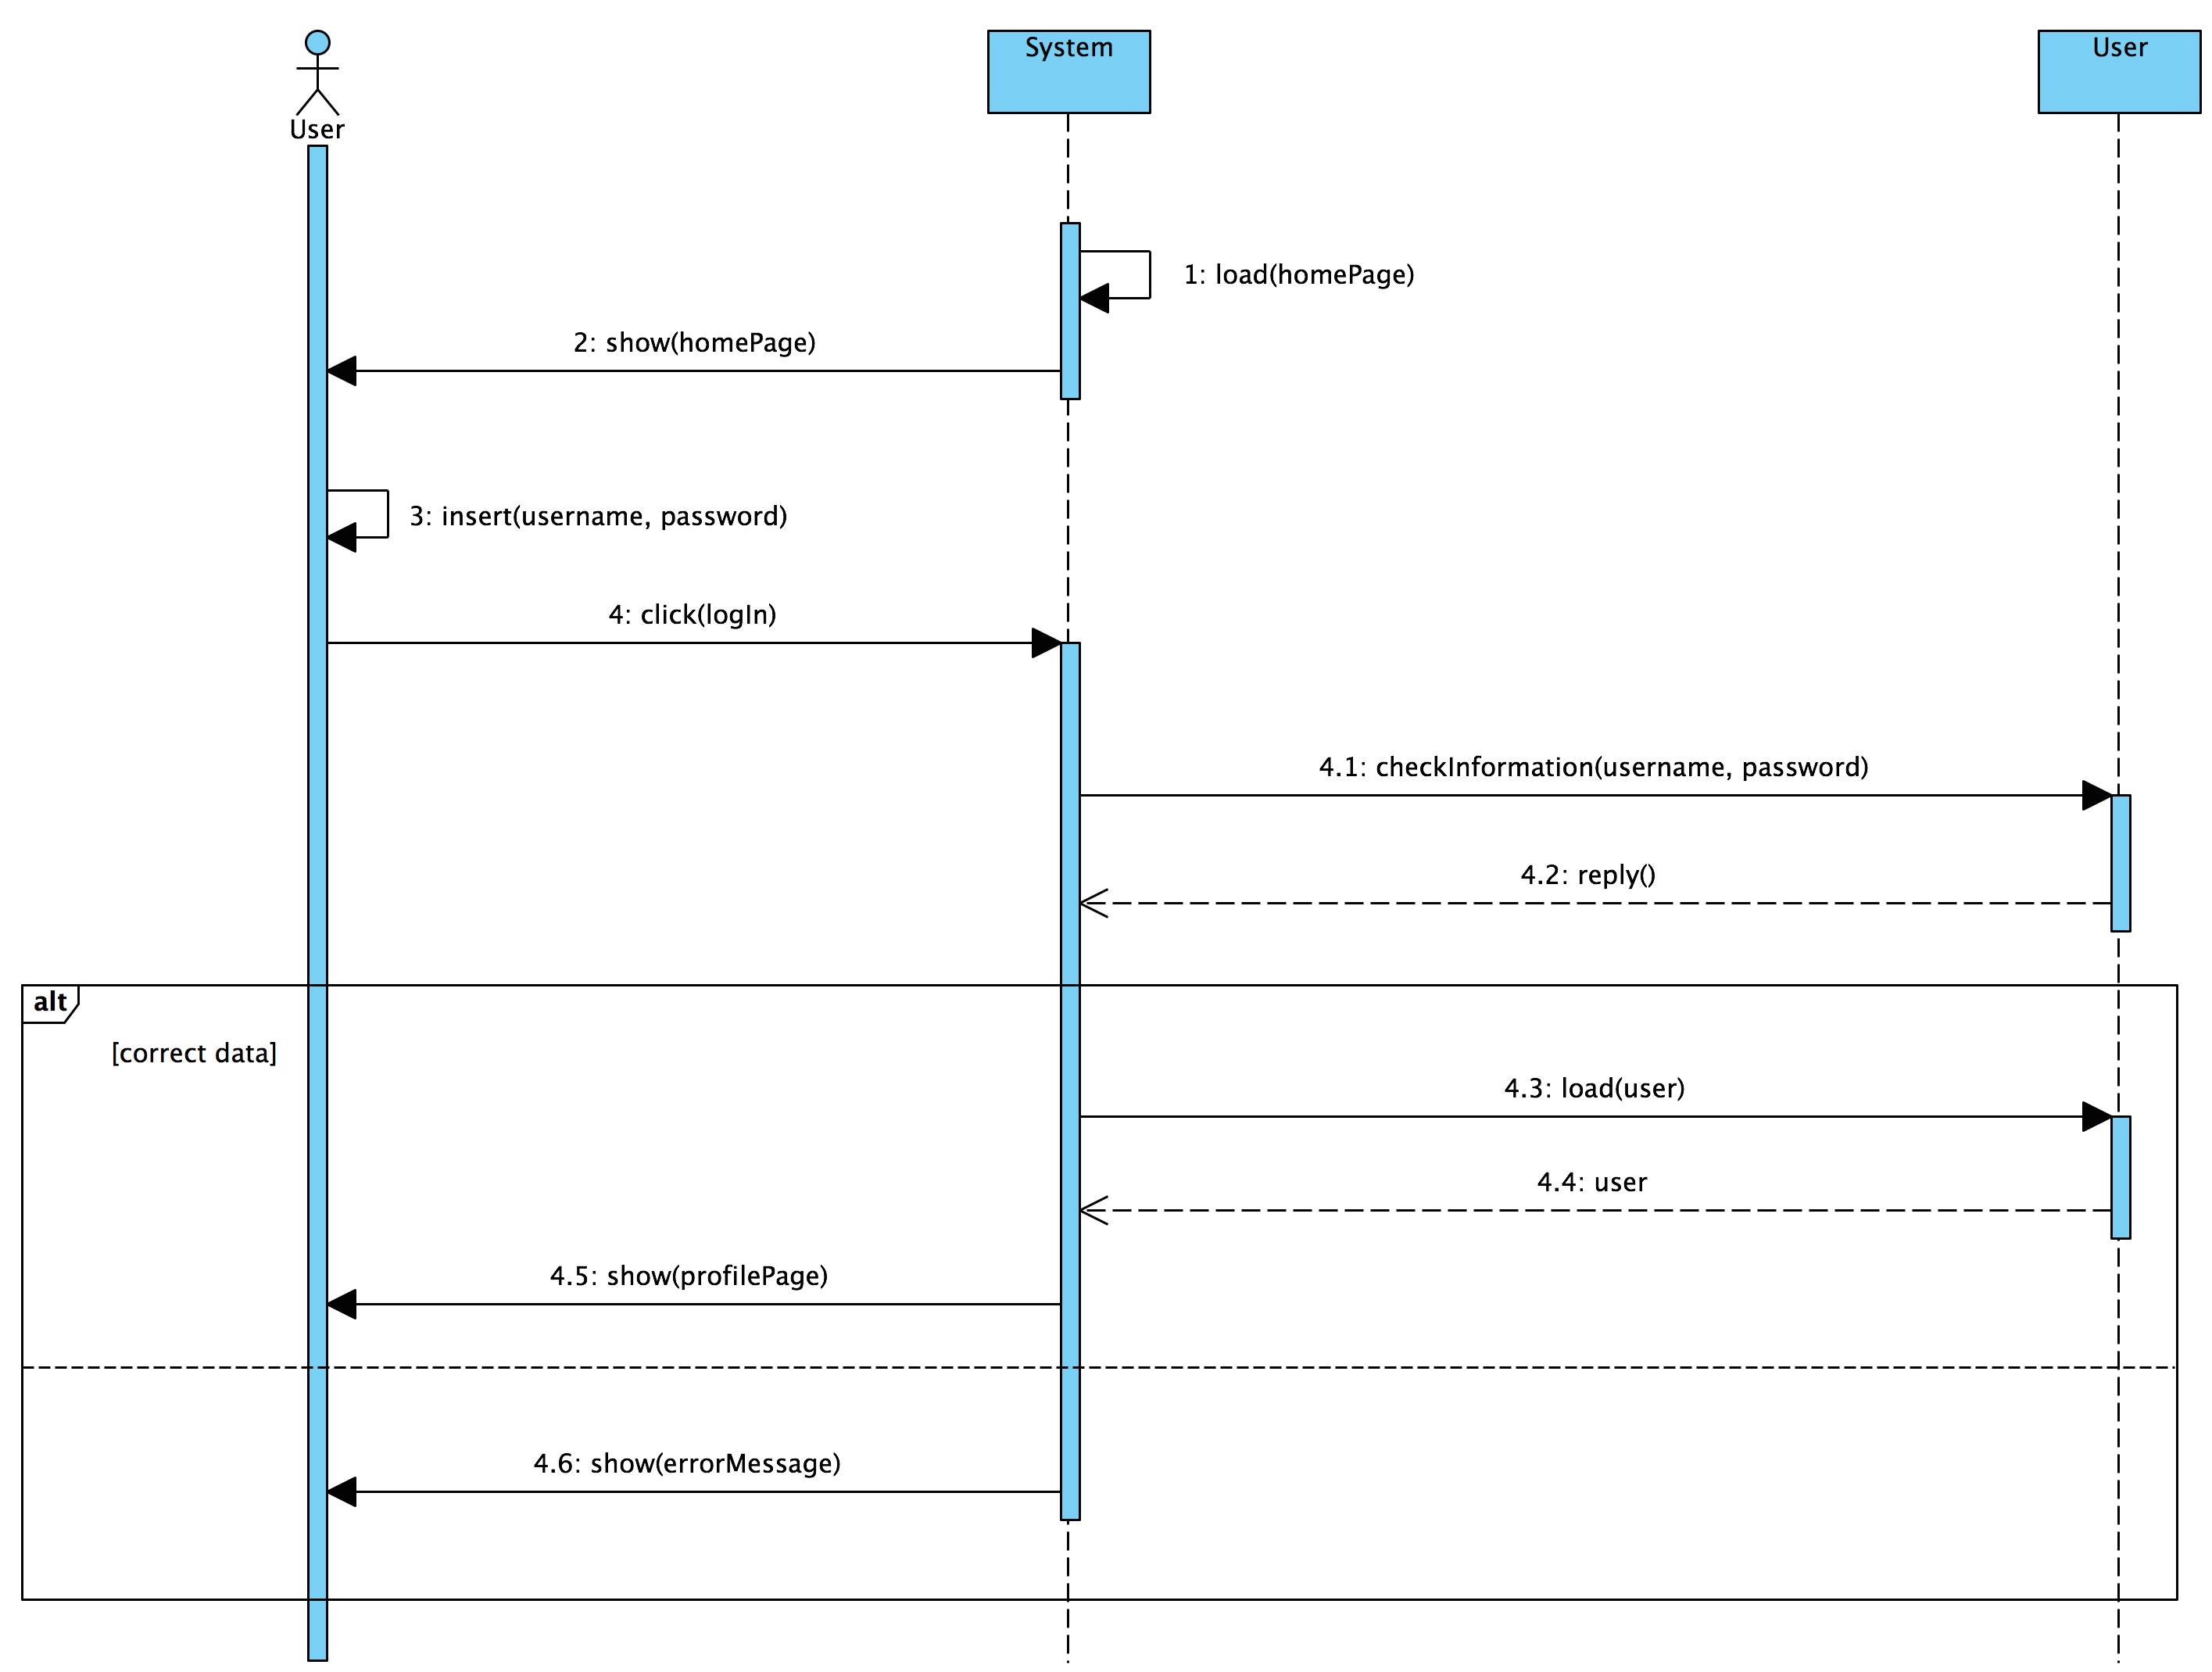 System
User
User
1: load(homePage)
2: show(homePage)
3: insert(username, password)
4: click(logIn)
4.1: checkInformation(username, password)
4.2: reply()
alt
[correct data]
4.3: load(user)
4.4: user
4.5: show(profilePage)
4.6: show(errorMessage)